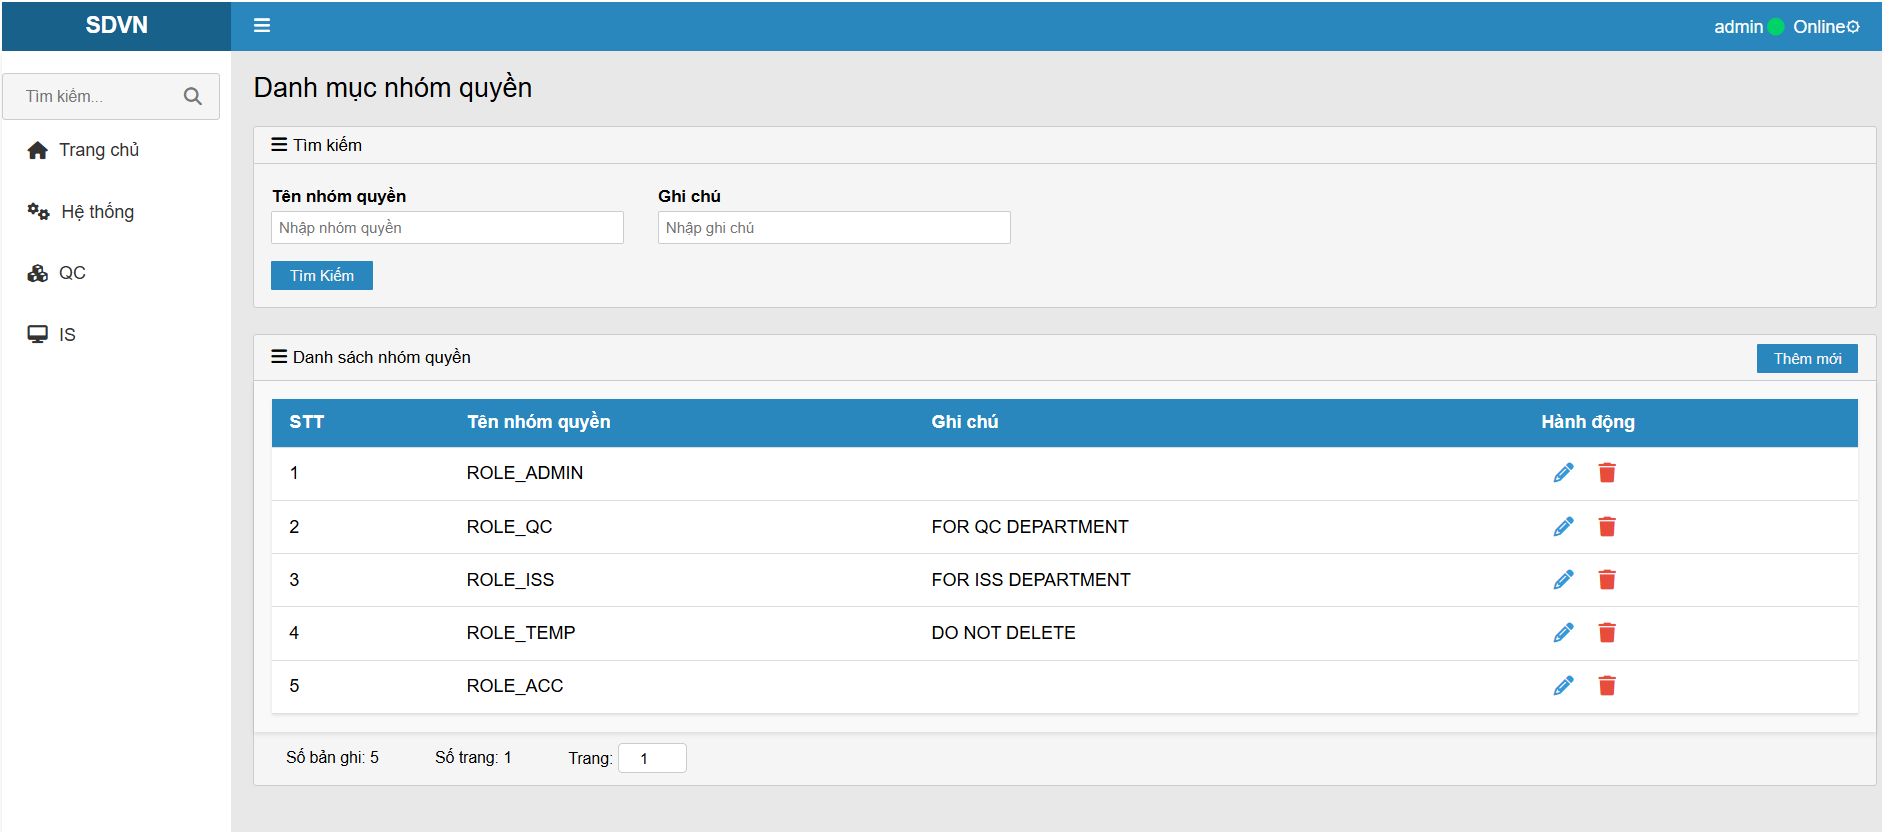 SDVN
admin Online
Tìm kiếm...
Trang chủ
Hệ thống
QC
IS
Danh mục nhóm quyền
Tìm kiếm
Tên nhóm quyền Ghi chú
Nhập nhóm quyền Nhập ghi chú
Tìm Kiếm
Danh sách nhóm quyền Thêm mới
STT Tên nhóm quyền Ghi chú Hành động
1 ROLE_ADMIN
2 ROLE_QC FOR QC DEPARTMENT
3 ROLE_ISS FOR ISS DEPARTMENT
4 ROLE_TEMP DO NOT DELETE
5 ROLE_ACC
Số bản ghi: 5 Số trang: 1 Trang: 1